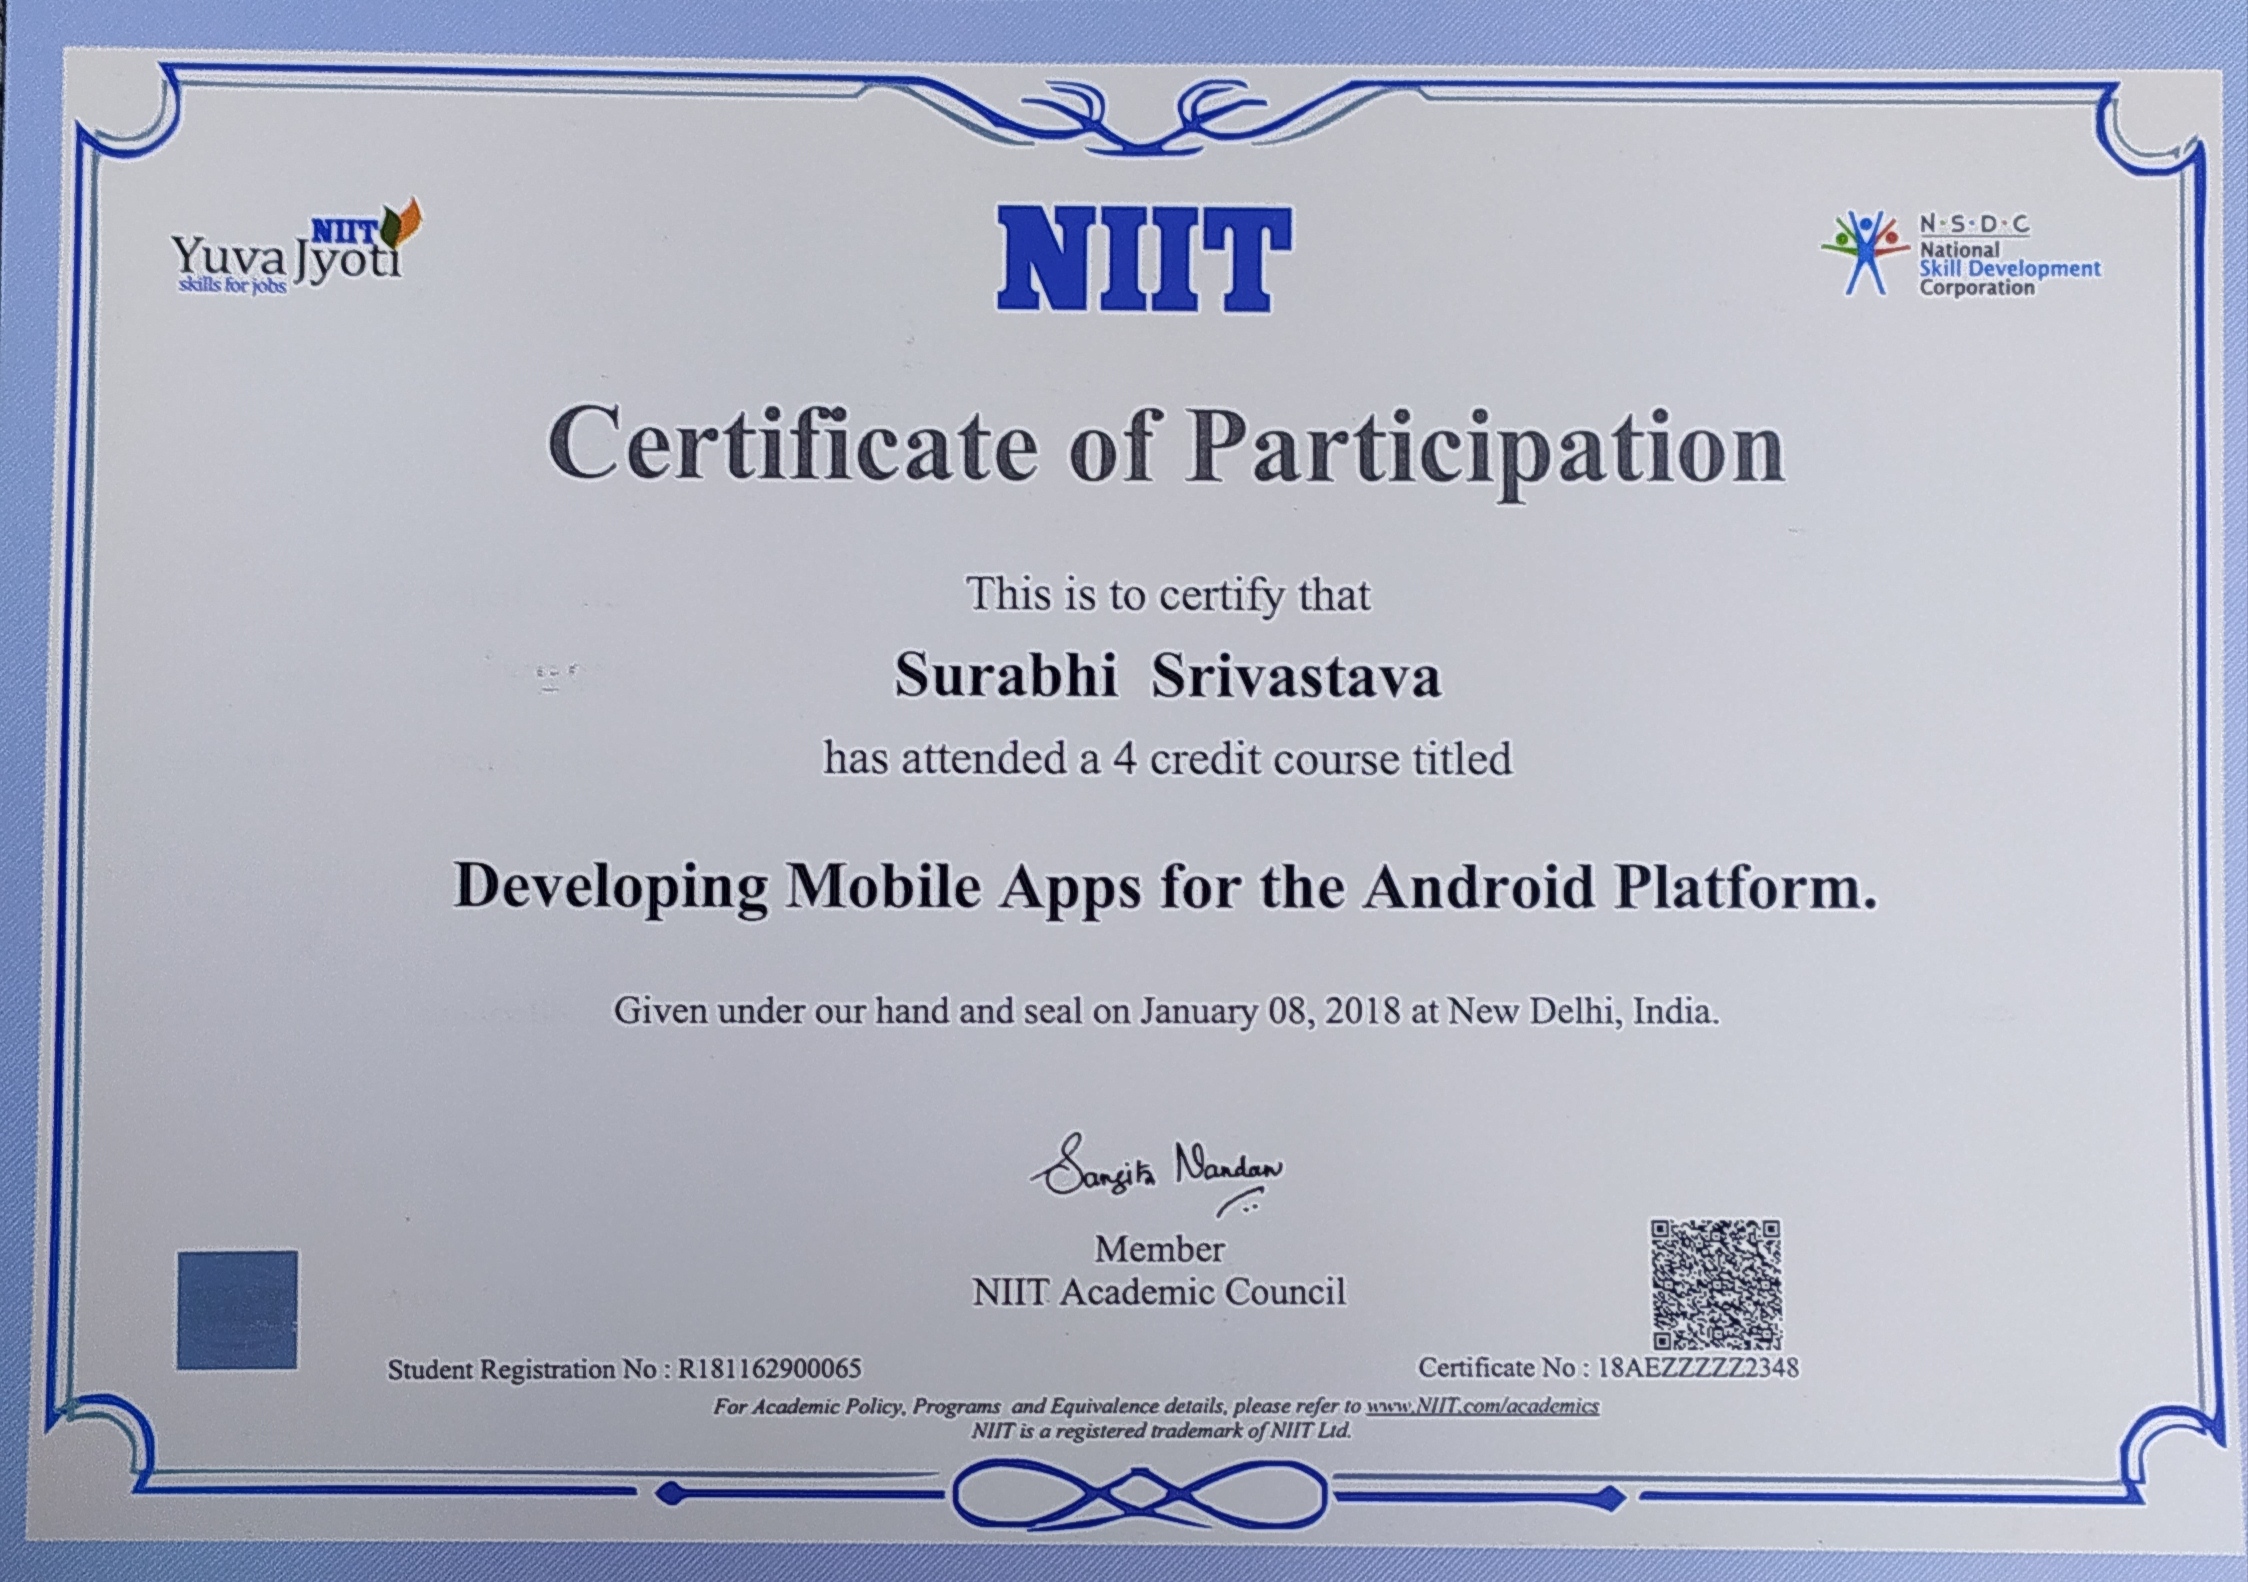 NIIT
Yuva Jyoti
skills for jobs
NIIT
N·S·D·C
National
Skill Development
Corporation
Certificate of Participation
This is to certify that
Surabhi Srivastava
has attended a 4 credit course titled
Developing Mobile Apps for the Android Platform.
Given under our hand and seal on January 08, 2018 at New Delhi, India.
Sangita Nandan
Member
NIIT Academic Council
Student Registration No : R181162900065
Certificate No : 18AEZZZZZ2348
For Academic Policy, Programs and Equivalence details, please refer to www.NIIT.com/academics
NIIT is a registered trademark of NIIT Ltd.